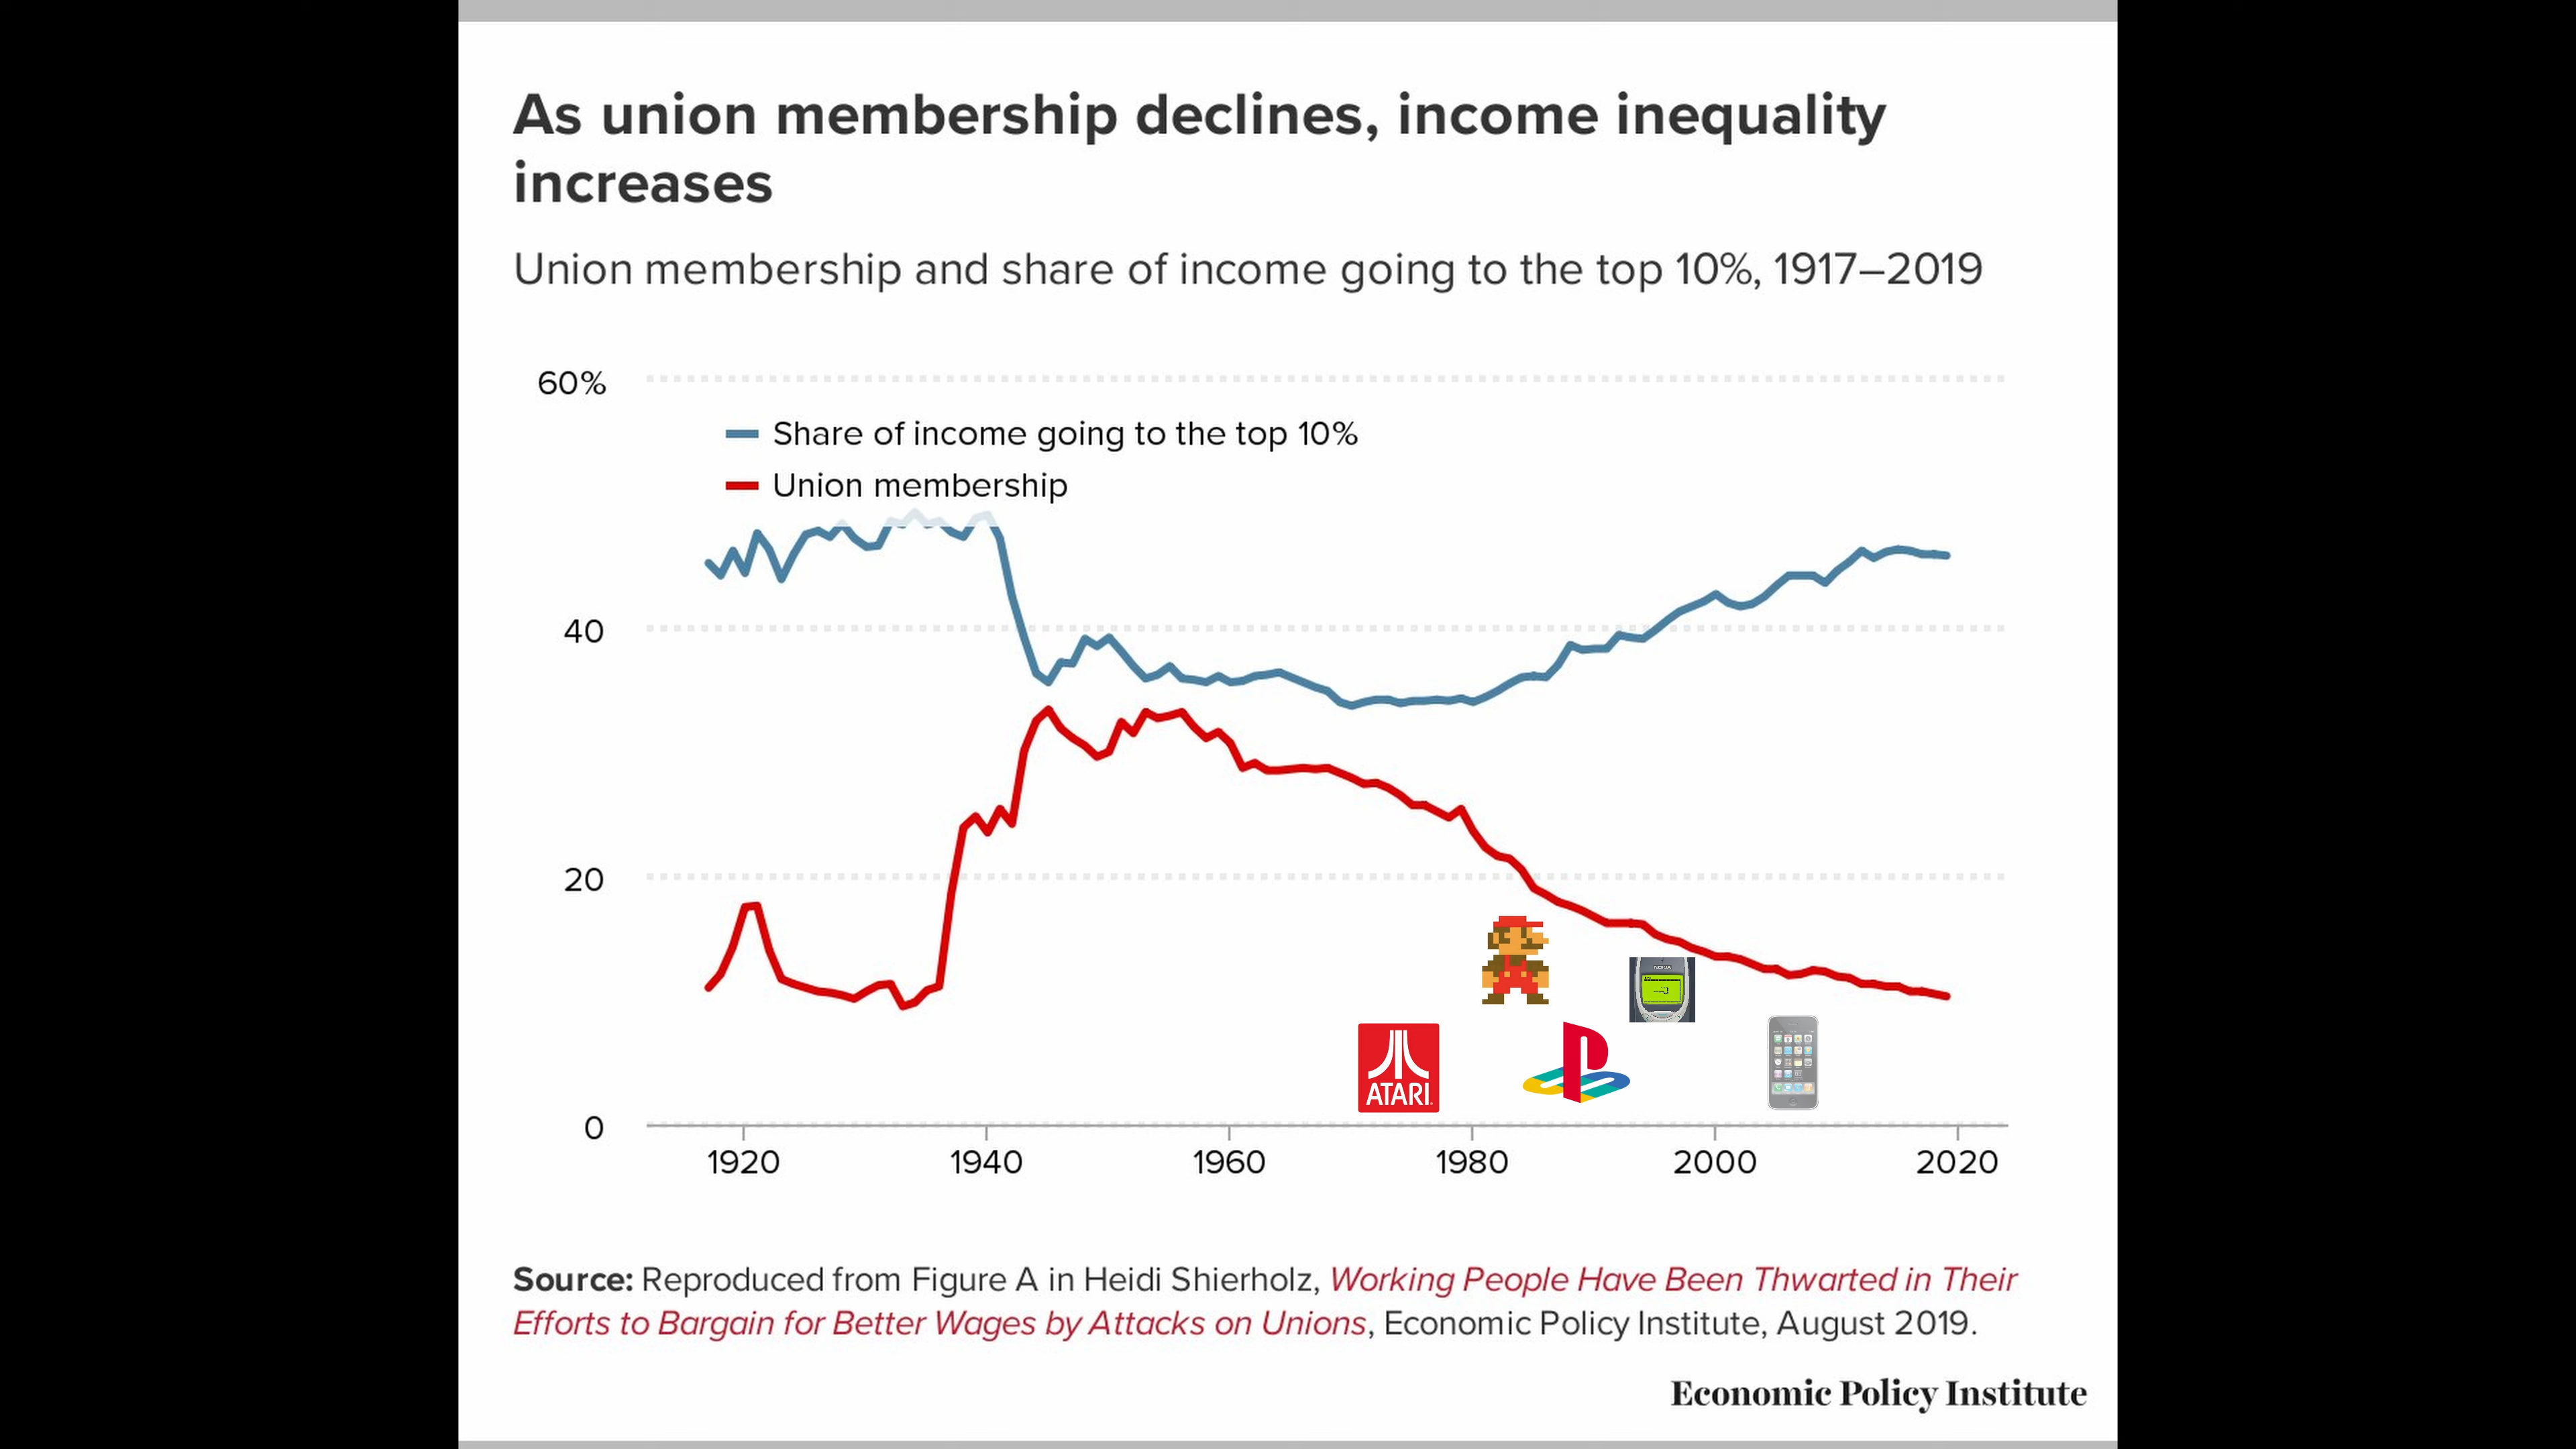 As union membership declines, income inequality
increases
Union membership and share of income going to the top 10%, 1917–2019
60%
Share of income going to the top 10%
Union membership
40
20
NOKIA
ATARI
0
1920 1940 1960 1980 2000 2020
Source: Reproduced from Figure A in Heidi Shierholz, Working People Have Been Thwarted in Their
Efforts to Bargain for Better Wages by Attacks on Unions, Economic Policy Institute, August 2019.
Economic Policy Institute